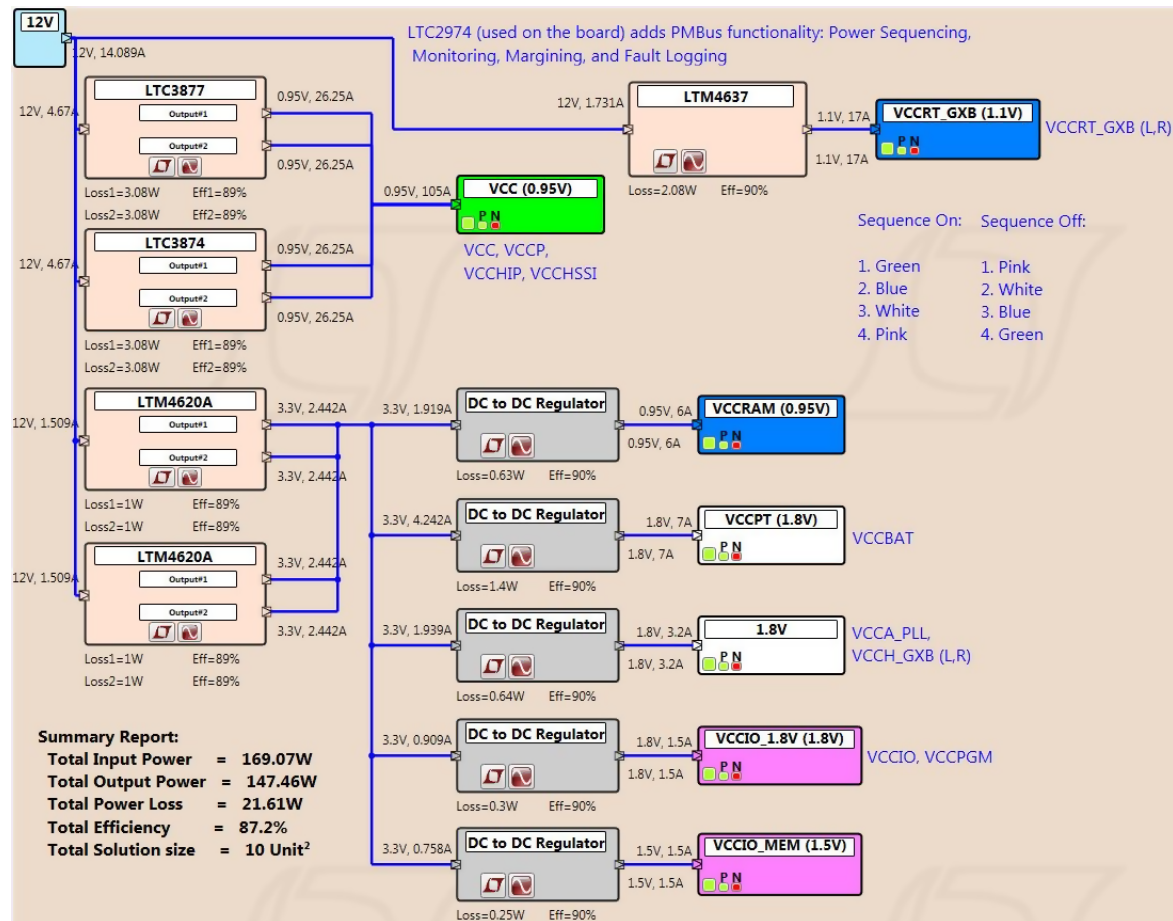 12V
12V, 14.089A
LTC2974 (used on the board) adds PMBus functionality: Power Sequencing,
Monitoring, Margining, and Fault Logging
12V, 4.67A
LTC3877
Output#1
Output#2
0.95V, 26.25A
0.95V, 26.25A
Loss1=3.08W Eff1=89%
Loss2=3.08W Eff2=89%
12V, 1.731A
LTM4637
Loss=2.08W Eff=90%
1.1V, 17A
1.1V, 17A
VCCRT_GXB (1.1V)
P N
VCCRT_GXB (L,R)
0.95V, 105A
VCC (0.95V)
P N
VCC, VCCP,
VCCHIP, VCCHSSI
Sequence On: Sequence Off:
1. Green 1. Pink
2. Blue 2. White
3. White 3. Blue
4. Pink 4. Green
12V, 4.67A
LTC3874
Output#1
Output#2
0.95V, 26.25A
0.95V, 26.25A
Loss1=3.08W Eff1=89%
Loss2=3.08W Eff2=89%
12V, 1.509A
LTM4620A
Output#1
Output#2
3.3V, 2.442A
3.3V, 2.442A
Loss1=1W Eff=89%
Loss2=1W Eff=89%
12V, 1.509A
LTM4620A
Output#1
Output#2
3.3V, 2.442A
3.3V, 2.442A
Loss1=1W Eff=89%
Loss2=1W Eff=89%
3.3V, 1.919A
DC to DC Regulator
Loss=0.63W Eff=90%
0.95V, 6A
0.95V, 6A
VCCRAM (0.95V)
P N
3.3V, 4.242A
DC to DC Regulator
Loss=1.4W Eff=90%
1.8V, 7A
1.8V, 7A
VCCPT (1.8V)
P N
VCCBAT
3.3V, 1.939A
DC to DC Regulator
Loss=0.64W Eff=90%
1.8V, 3.2A
1.8V, 3.2A
1.8V
P N
VCCA_PLL,
VCCH_GXB (L,R)
3.3V, 0.909A
DC to DC Regulator
Loss=0.3W Eff=90%
1.8V, 1.5A
1.8V, 1.5A
VCCIO_1.8V (1.8V)
P N
VCCIO, VCCPGM
3.3V, 0.758A
DC to DC Regulator
Loss=0.25W Eff=90%
1.5V, 1.5A
1.5V, 1.5A
VCCIO_MEM (1.5V)
P N
Summary Report:
Total Input Power = 169.07W
Total Output Power = 147.46W
Total Power Loss = 21.61W
Total Efficiency = 87.2%
Total Solution size = 10 Unit²